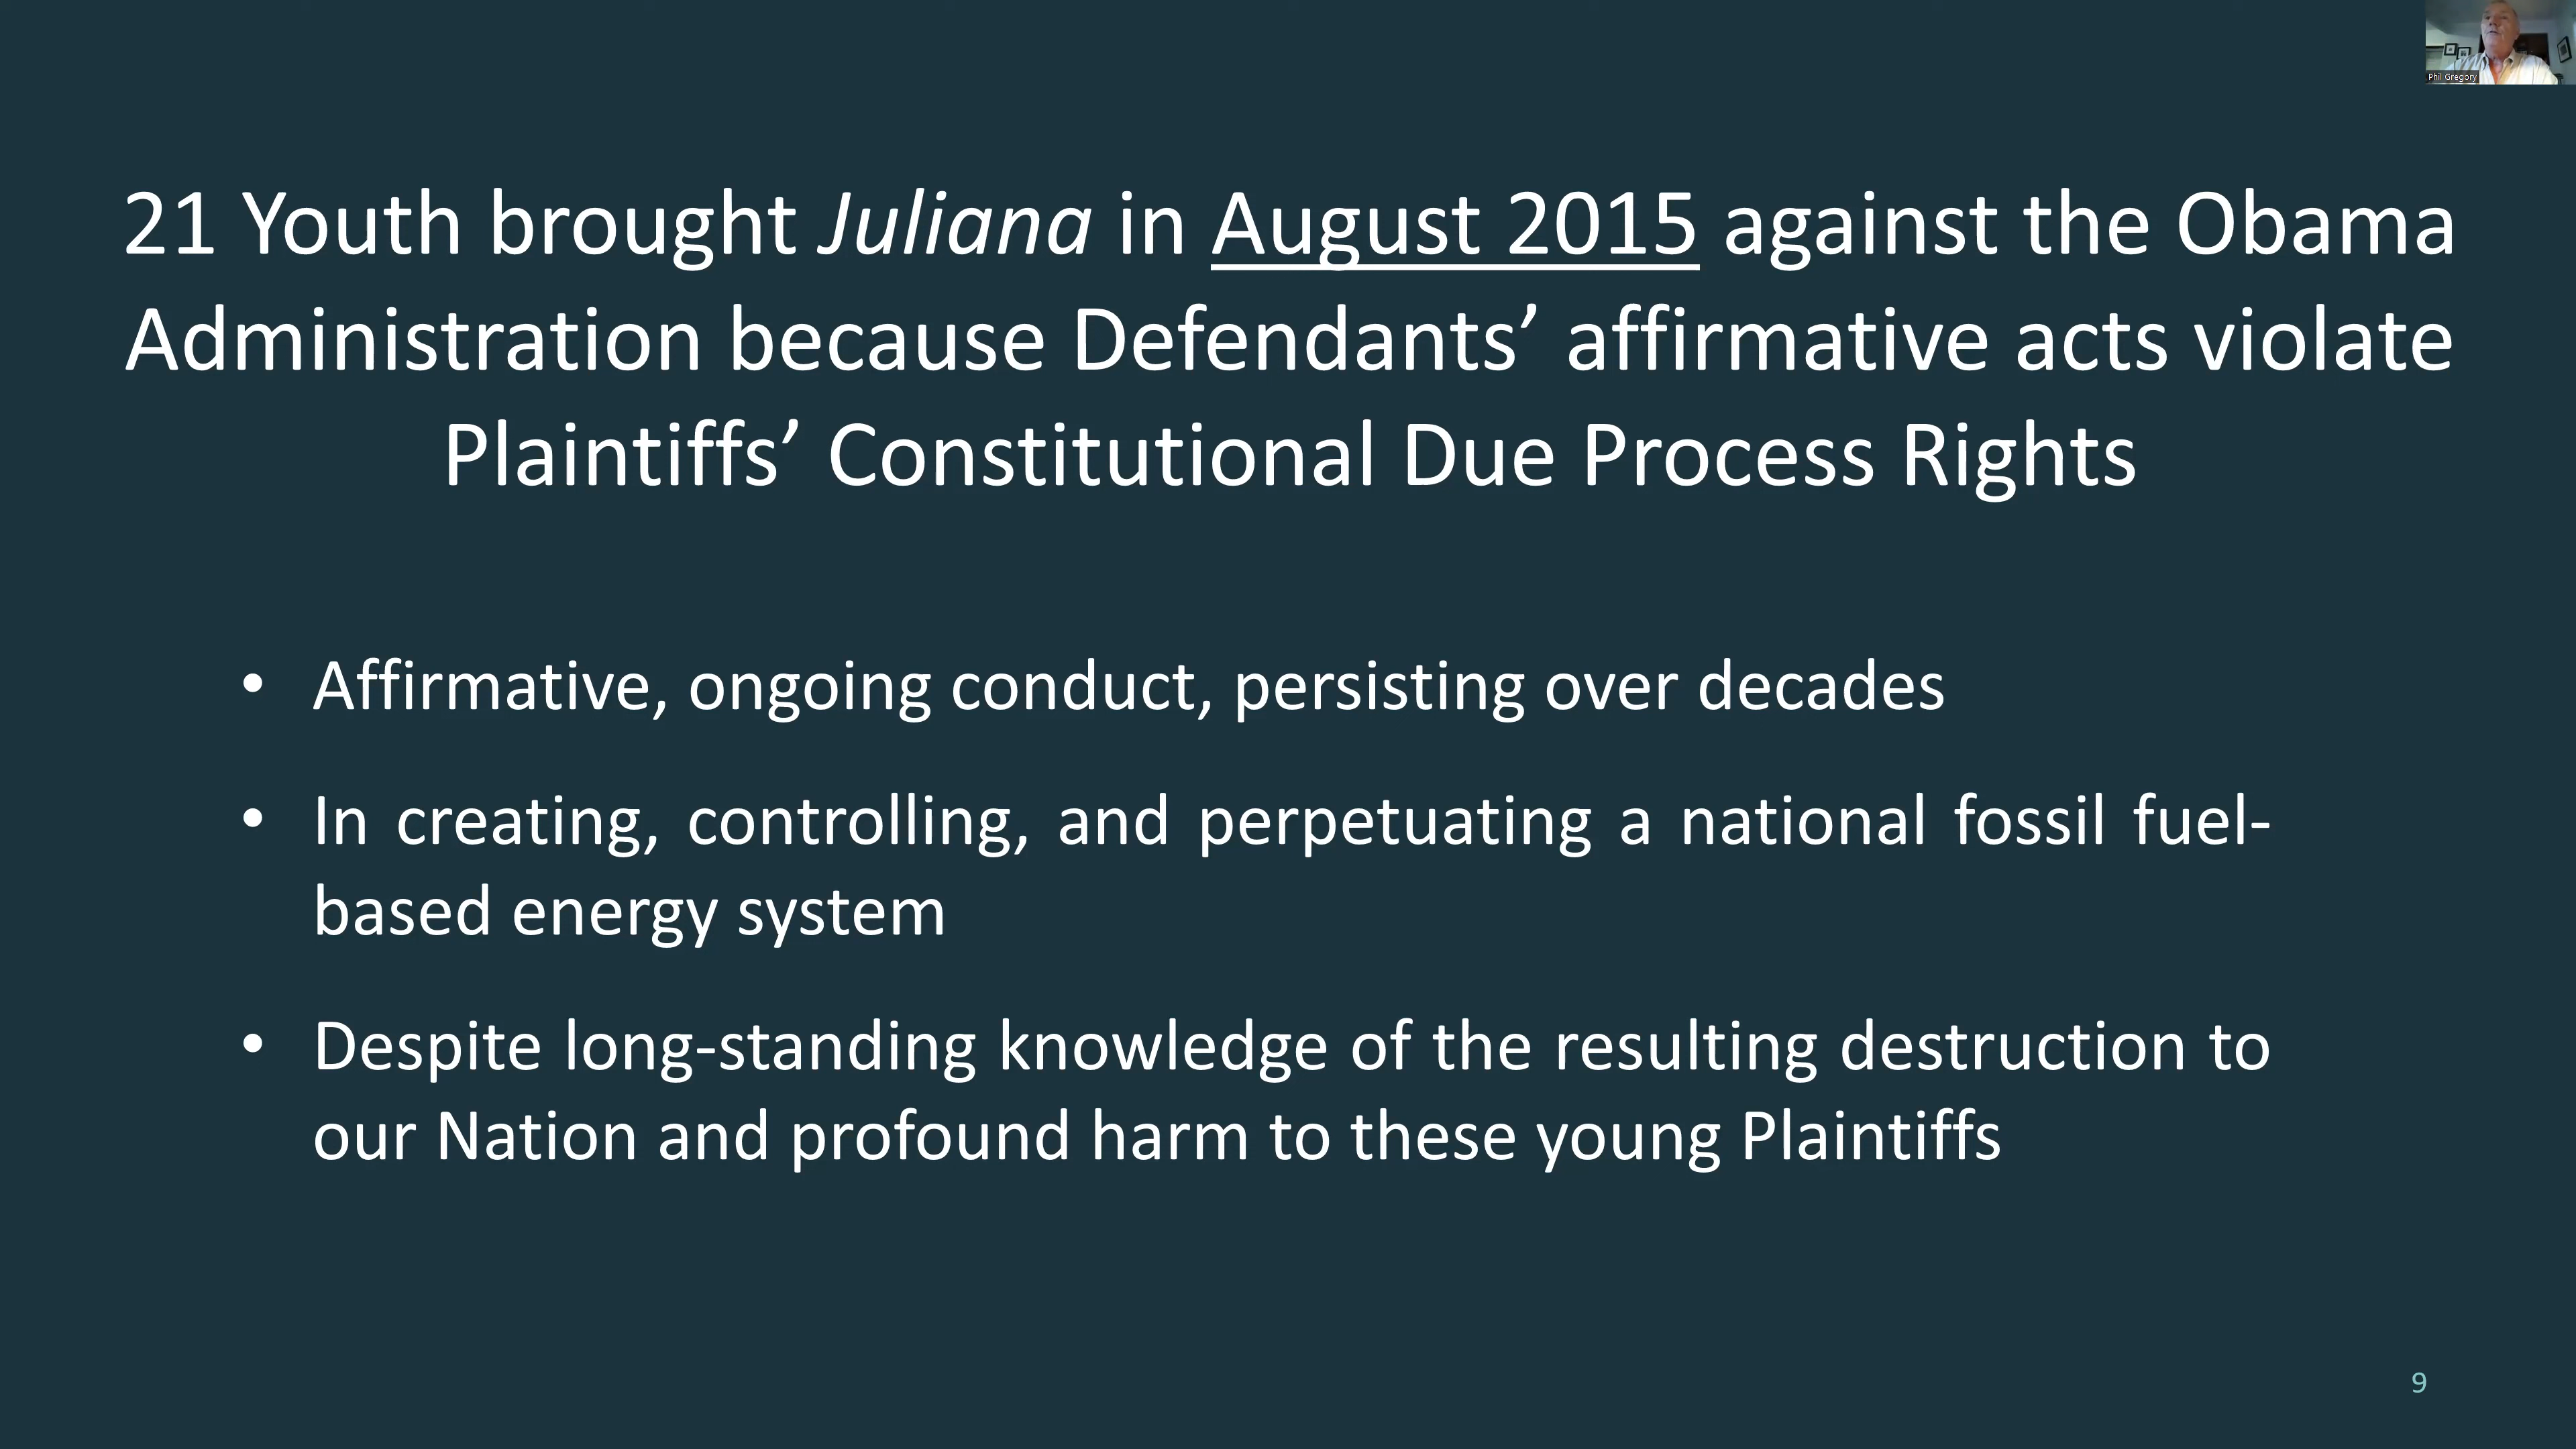 Phil Gregory
21 Youth brought Juliana in August 2015 against the Obama
Administration because Defendants’ affirmative acts violate
Plaintiffs’ Constitutional Due Process Rights
• Affirmative, ongoing conduct, persisting over decades
• In creating, controlling, and perpetuating a national fossil fuel-
based energy system
• Despite long-standing knowledge of the resulting destruction to
our Nation and profound harm to these young Plaintiffs
9